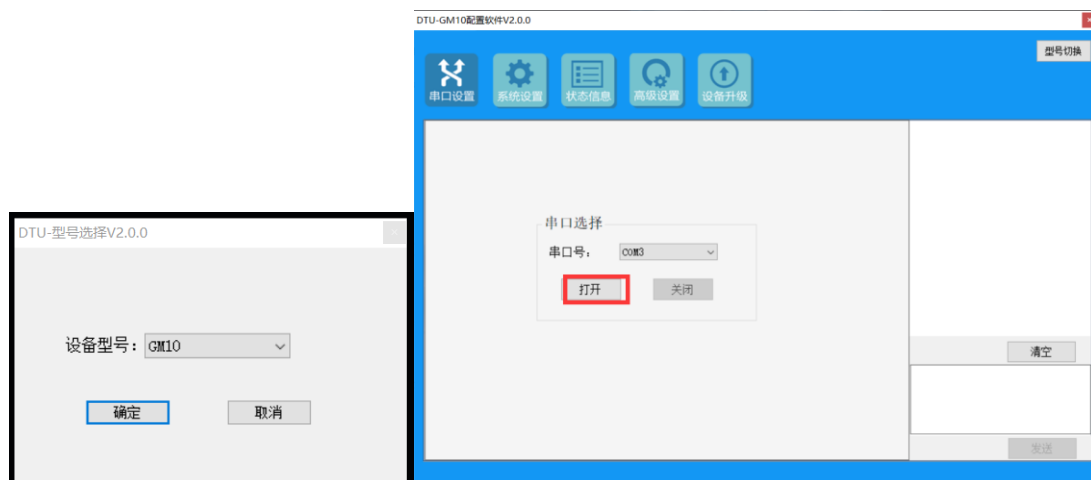 DTU-GM10配置软件V2.0.0
型号切换
串口设置
系统设置
状态信息
高级设置
设备升级
DTU-型号选择V2.0.0
设备型号：
GM10
确定
取消
串口选择
串口号：
COM3
打开
关闭
清空
发送